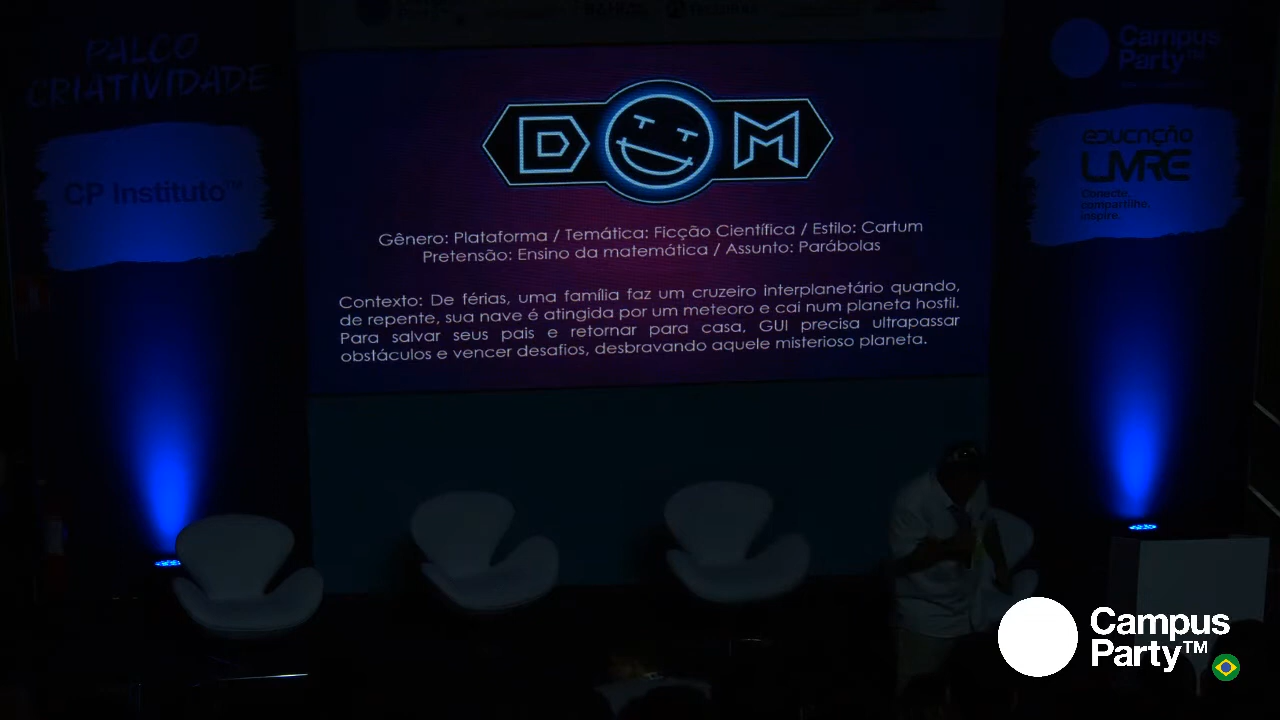 PALCO
CRIATIVIDADE
CP Instituto™
DOM
Gênero: Plataforma / Temática: Ficção Científica / Estilo: Cartum
Pretensão: Ensino da matemática / Assunto: Parábolas
Contexto: De férias, uma família faz um cruzeiro interplanetário quando,
de repente, sua nave é atingida por um meteoro e cai num planeta hostil.
Para salvar seus pais e retornar para casa, GUI precisa ultrapassar
obstáculos e vencer desafios, desbravando aquele misterioso planeta.
Campus
Party™
EDUCAÇÃO
LIVRE
Conecte,
compartilhe,
inspire.
Campus
Party™